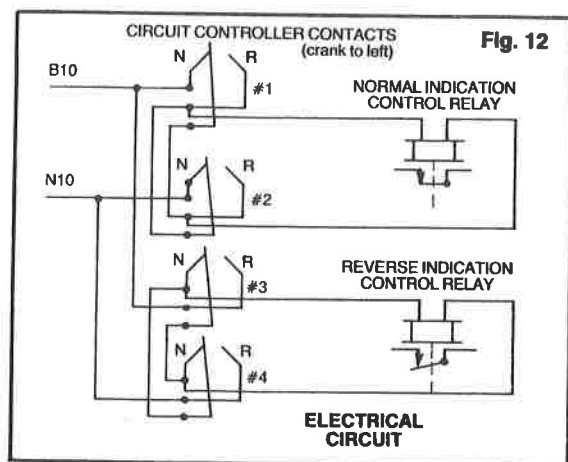 CIRCUIT CONTROLLER CONTACTS
(crank to left)
Fig. 12
N
R
#1
B10
NORMAL INDICATION
CONTROL RELAY
N
R
#2
N10
N
R
#3
REVERSE INDICATION
CONTROL RELAY
N
R
#4
ELECTRICAL
CIRCUIT